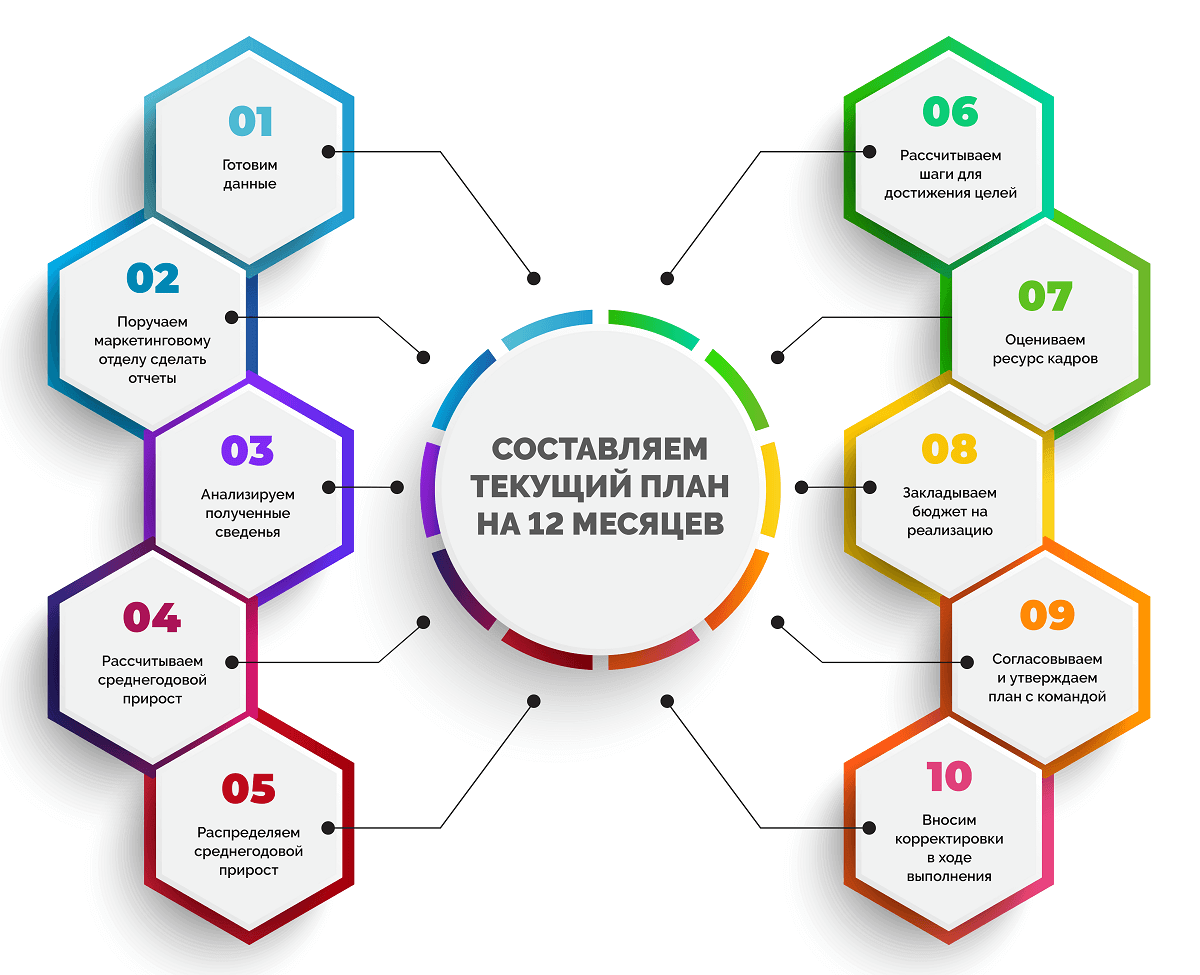 01
Готовим
данные
02
Поручаем
маркетинговому
отделу сделать
отчеты
03
Анализируем
полученные
сведенья
04
Рассчитываем
среднегодовой
прирост
05
Распределяем
среднегодовой
прирост
СОСТАВЛЯЕМ
ТЕКУЩИЙ ПЛАН
НА 12 МЕСЯЦЕВ
06
Рассчитываем
шаги для
достижения целей
07
Оцениваем
ресурс кадров
08
Закладываем
бюджет на
реализацию
09
Согласовываем
и утверждаем
план с командой
10
Вносим
корректировки
в ходе
выполнения